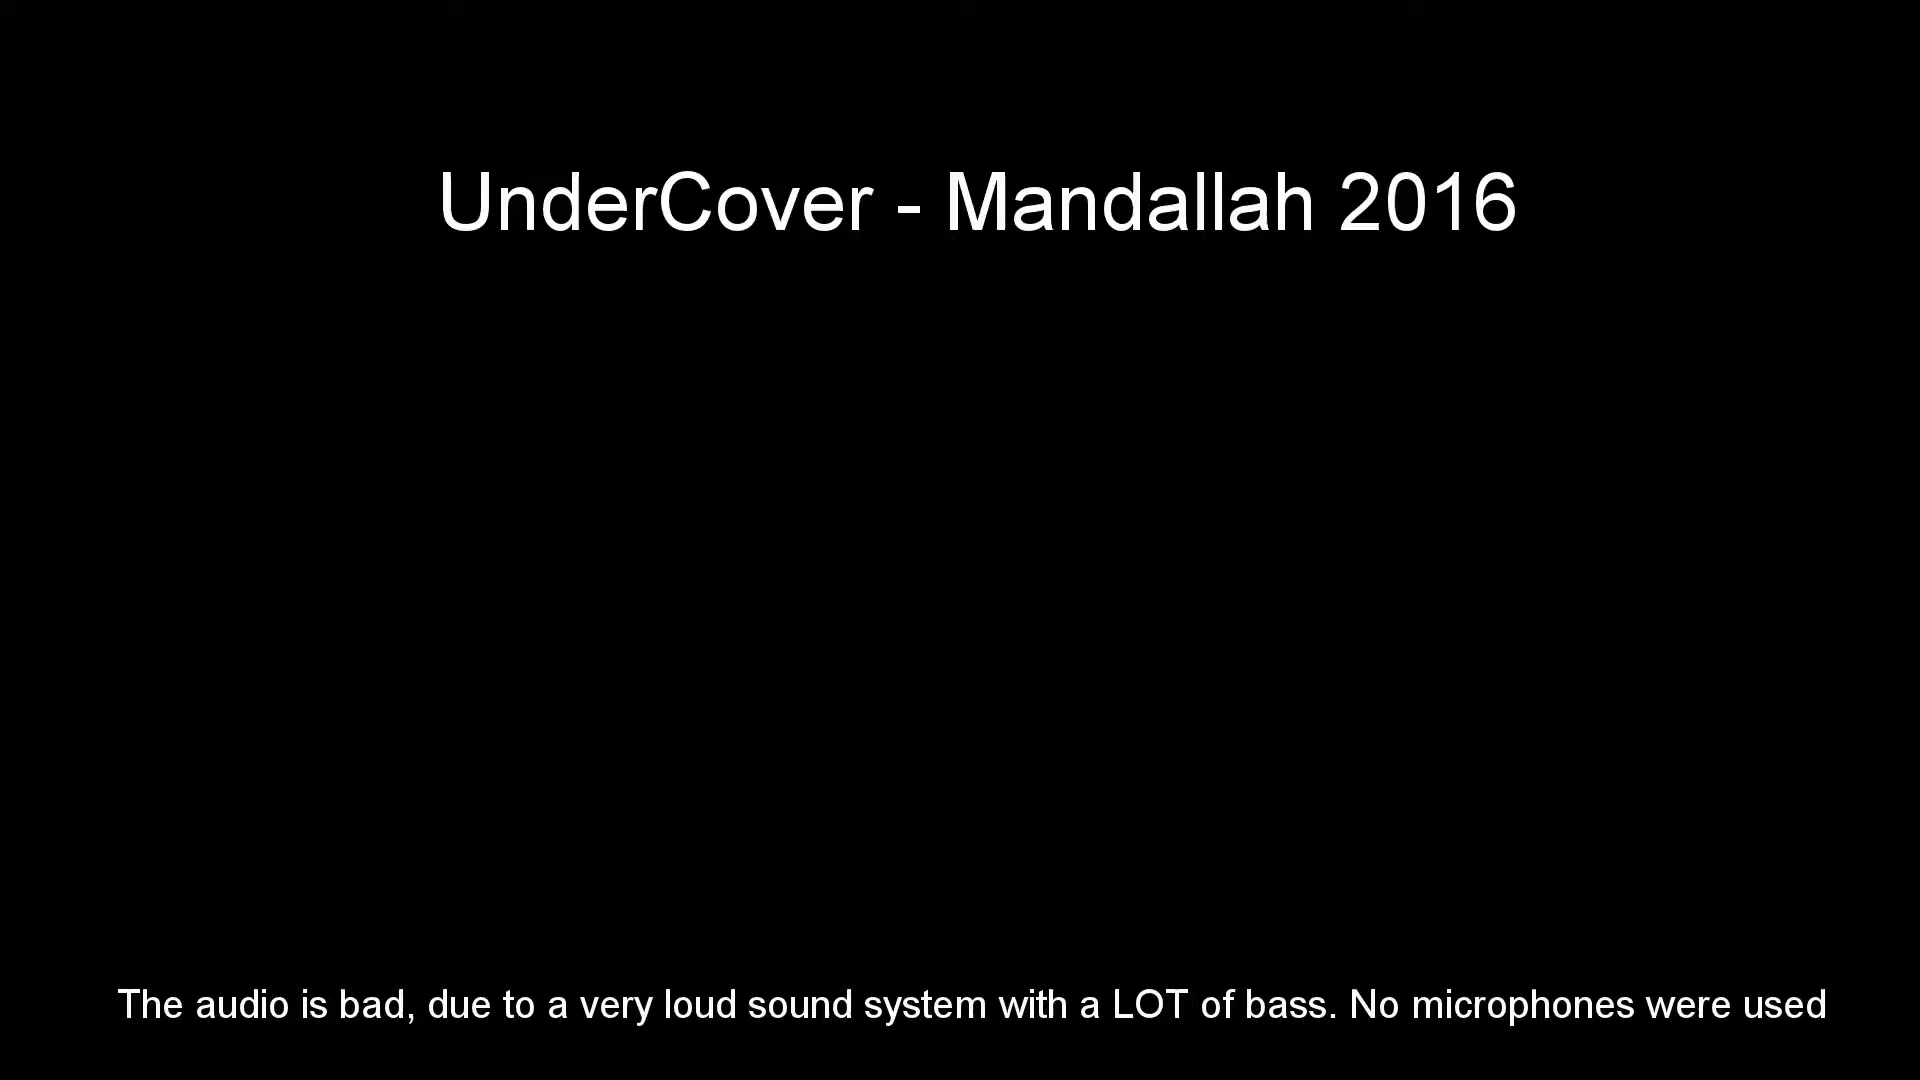 UnderCover - Mandallah 2016
The audio is bad, due to a very loud sound system with a LOT of bass. No microphones were used